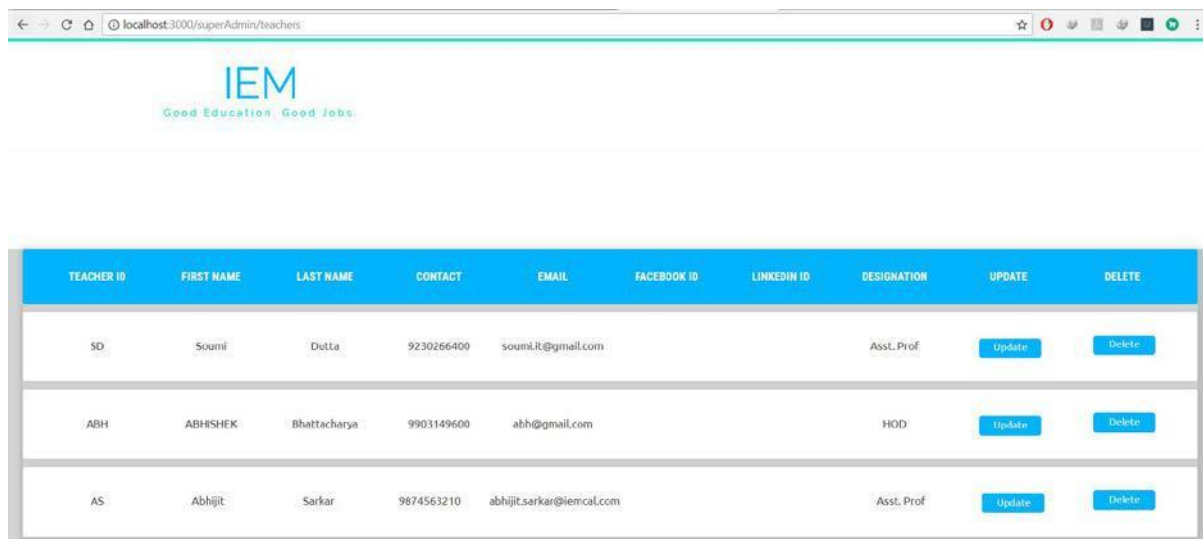 localhost:3000/superAdmin/teachers
IEM
Good Education. Good Jobs.
TEACHER ID FIRST NAME LAST NAME CONTACT EMAIL FACEBOOK ID LINKEDIN ID DESIGNATION UPDATE DELETE
SD Soumi Dutta 9230266400 soumi.it@gmail.com Asst. Prof Update Delete
ABH ABHISHEK Bhattacharya 9903149600 abh@gmail.com HOD Update Delete
AS Abhijit Sarkar 9874563210 abhijit.sarkar@iemcal.com Asst. Prof Update Delete